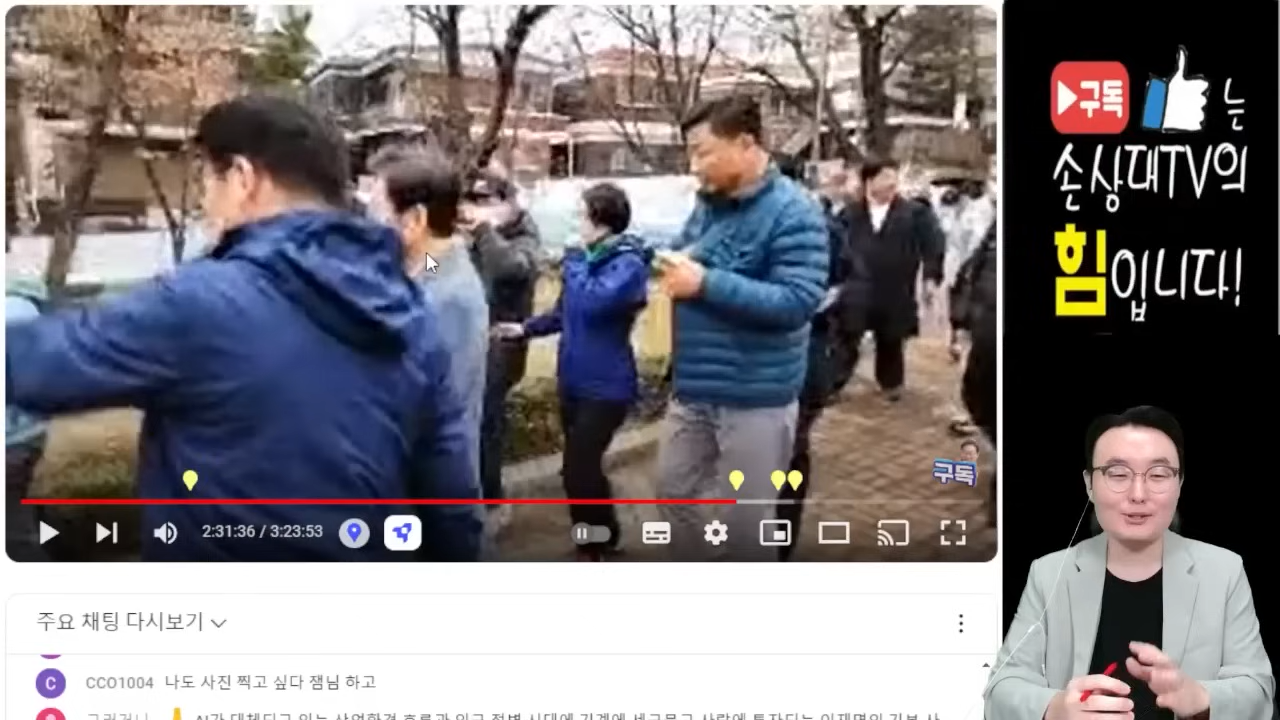 구독
는
손상대TV의
힘입니다!
구독
2:31:36 / 3:23:53
주요 채팅 다시보기
C
CCO1004 나도 사진 찍고 싶다 잼님 하고